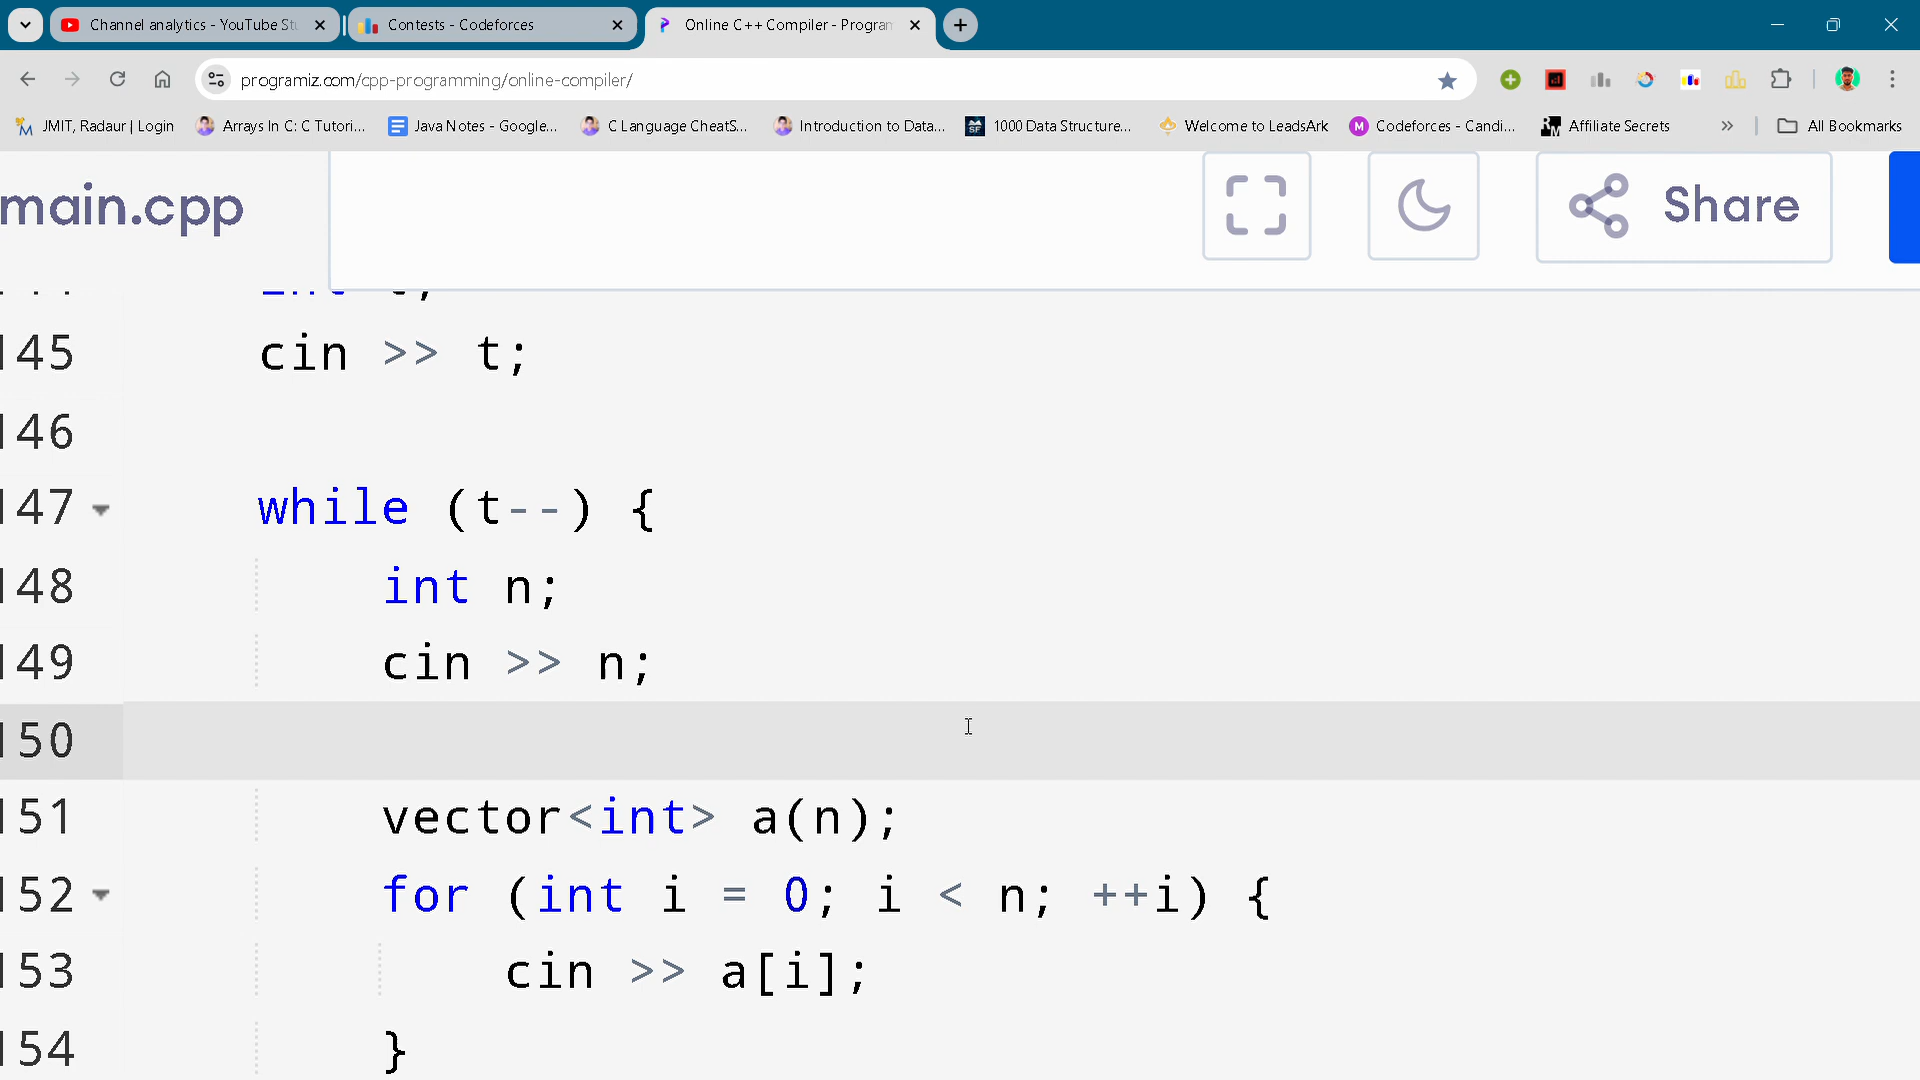 Channel analytics - YouTube St
Contests - Codeforces
Online C++ Compiler - Program
programiz.com/cpp-programming/online-compiler/
JMIT, Radaur | Login
Arrays In C: C Tutori...
Java Notes - Google...
C Language CheatS...
Introduction to Data...
1000 Data Structure...
Welcome to LeadsArk
Codeforces - Candi...
Affiliate Secrets
All Bookmarks
main.cpp
Share
145 cin >> t;
146
147 while (t--) {
148 int n;
149 cin >> n;
150
151 vector<int> a(n);
152 for (int i = 0; i < n; ++i) {
153 cin >> a[i];
154 }